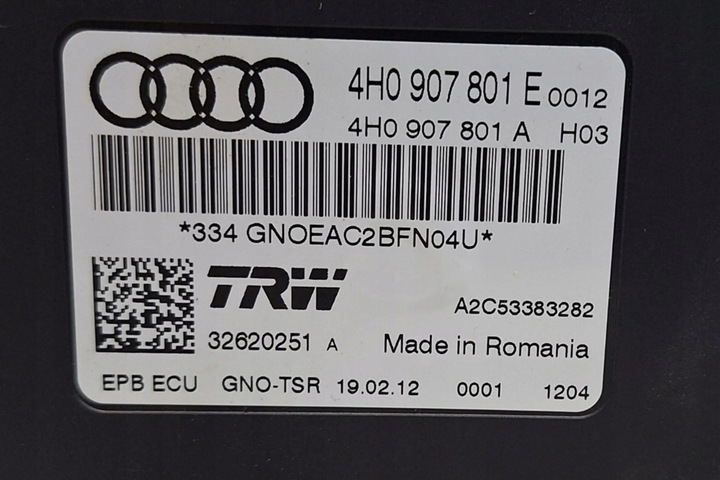 4H0 907 801 E 0012
4H0 907 801 A H03
*334 GNOEAC2BFN04U*
TRW
A2C53383282
32620251 A
Made in Romania
EPB ECU GNO-TSR 19.02.12 0001 1204